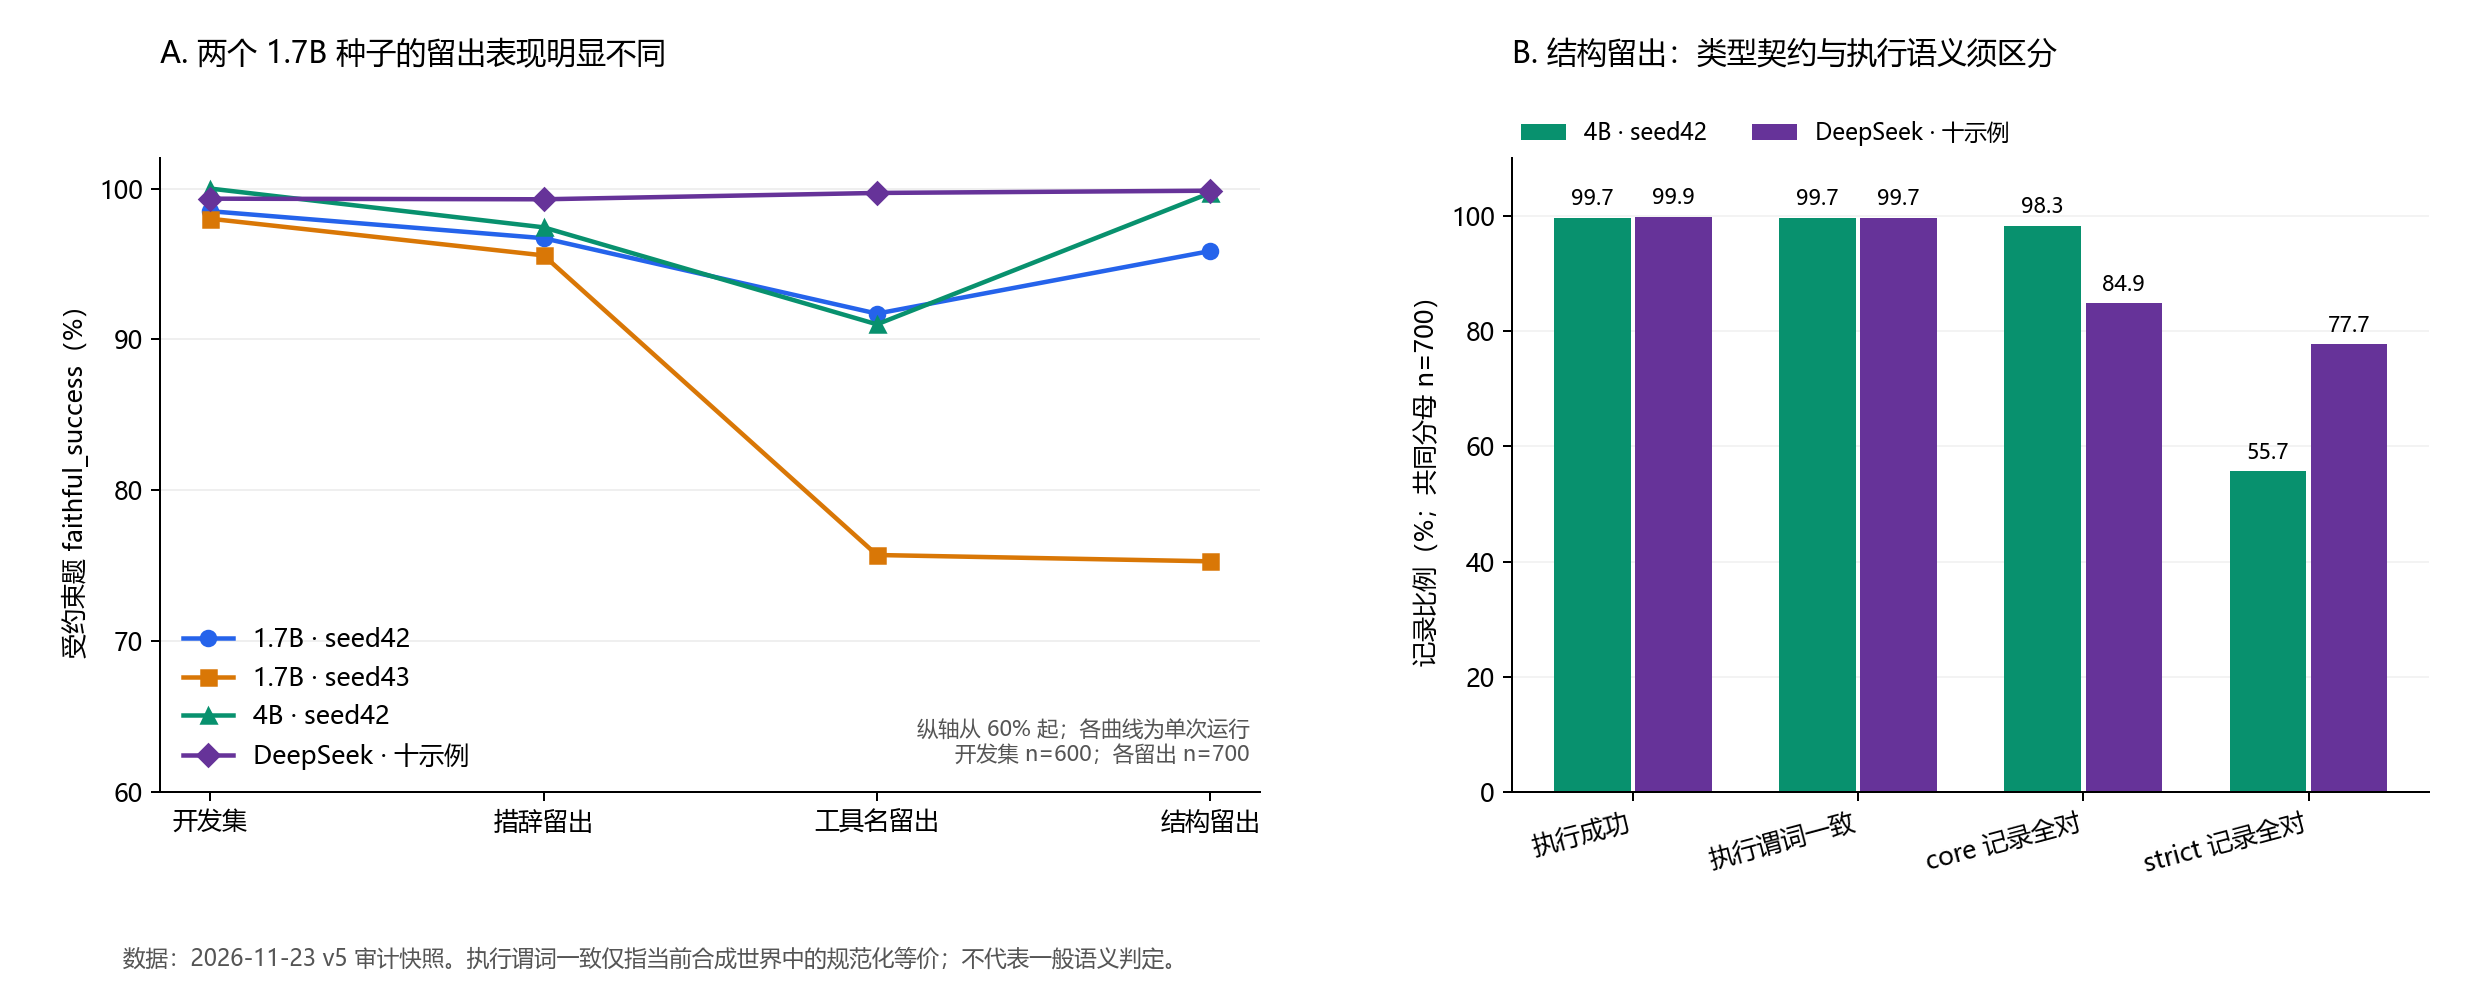 A. 两个 1.7B 种子的留出表现明显不同
受约束题 faithful_success（%）
100
90
80
70
60
1.7B · seed42
1.7B · seed43
4B · seed42
DeepSeek · 十示例
纵轴从 60% 起；各曲线为单次运行
开发集 n=600；各留出 n=700
开发集
措辞留出
工具名留出
结构留出
B. 结构留出：类型契约与执行语义须区分
4B · seed42
DeepSeek · 十示例
记录比例（%；共同分母 n=700）
100
80
60
40
20
0
99.7
99.9
99.7
99.7
98.3
84.9
55.7
77.7
执行成功
执行谓词一致
core 记录全对
strict 记录全对
数据：2026-11-23 v5 审计快照。执行谓词一致仅指当前合成世界中的规范化等价；不代表一般语义判定。